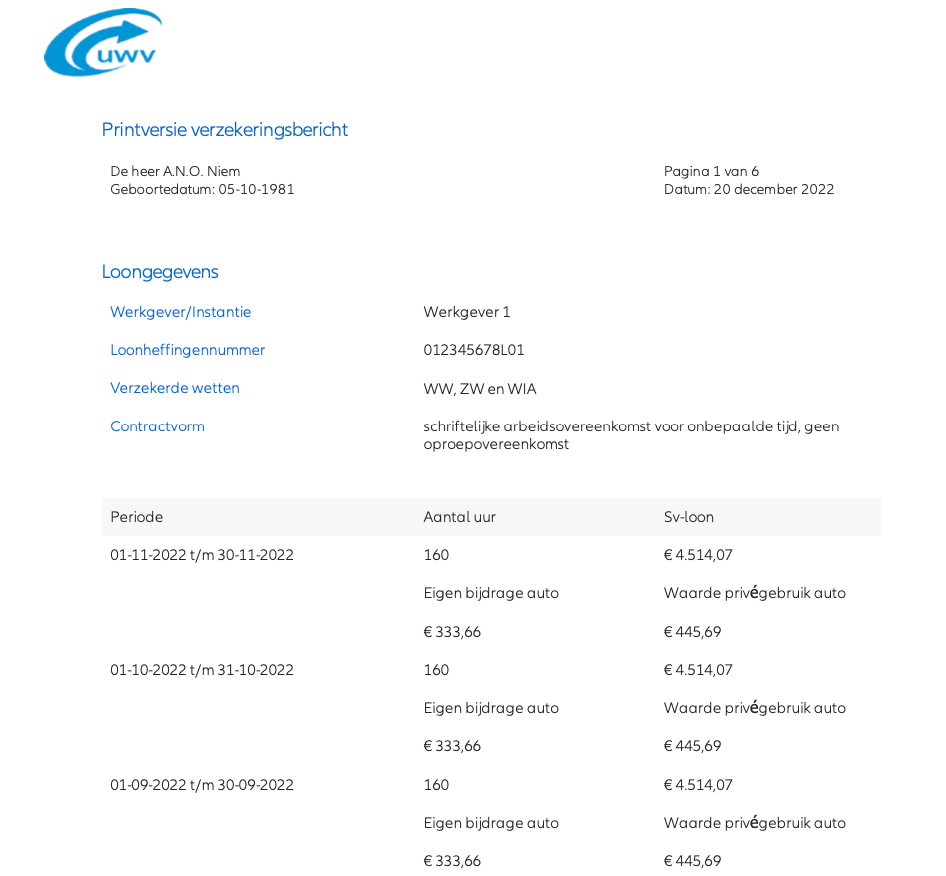 uwv
Printversie verzekeringsbericht
De heer A.N.O. Niem
Pagina 1 van 6
Geboortedatum: 05-10-1981
Datum: 20 december 2022
Loongegevens
Werkgever/Instantie
Werkgever 1
Loonheffingennummer
012345678L01
Verzekerde wetten
WW, ZW en WIA
Contractvorm
schriftelijke arbeidsovereenkomst voor onbepaalde tijd, geen
oproepovereenkomst
Periode Aantal uur Sv-loon
01-11-2022 t/m 30-11-2022 160 € 4.514,07
Eigen bijdrage auto Waarde privégebruik auto
€ 333,66 € 445,69
01-10-2022 t/m 31-10-2022 160 € 4.514,07
Eigen bijdrage auto Waarde privégebruik auto
€ 333,66 € 445,69
01-09-2022 t/m 30-09-2022 160 € 4.514,07
Eigen bijdrage auto Waarde privégebruik auto
€ 333,66 € 445,69